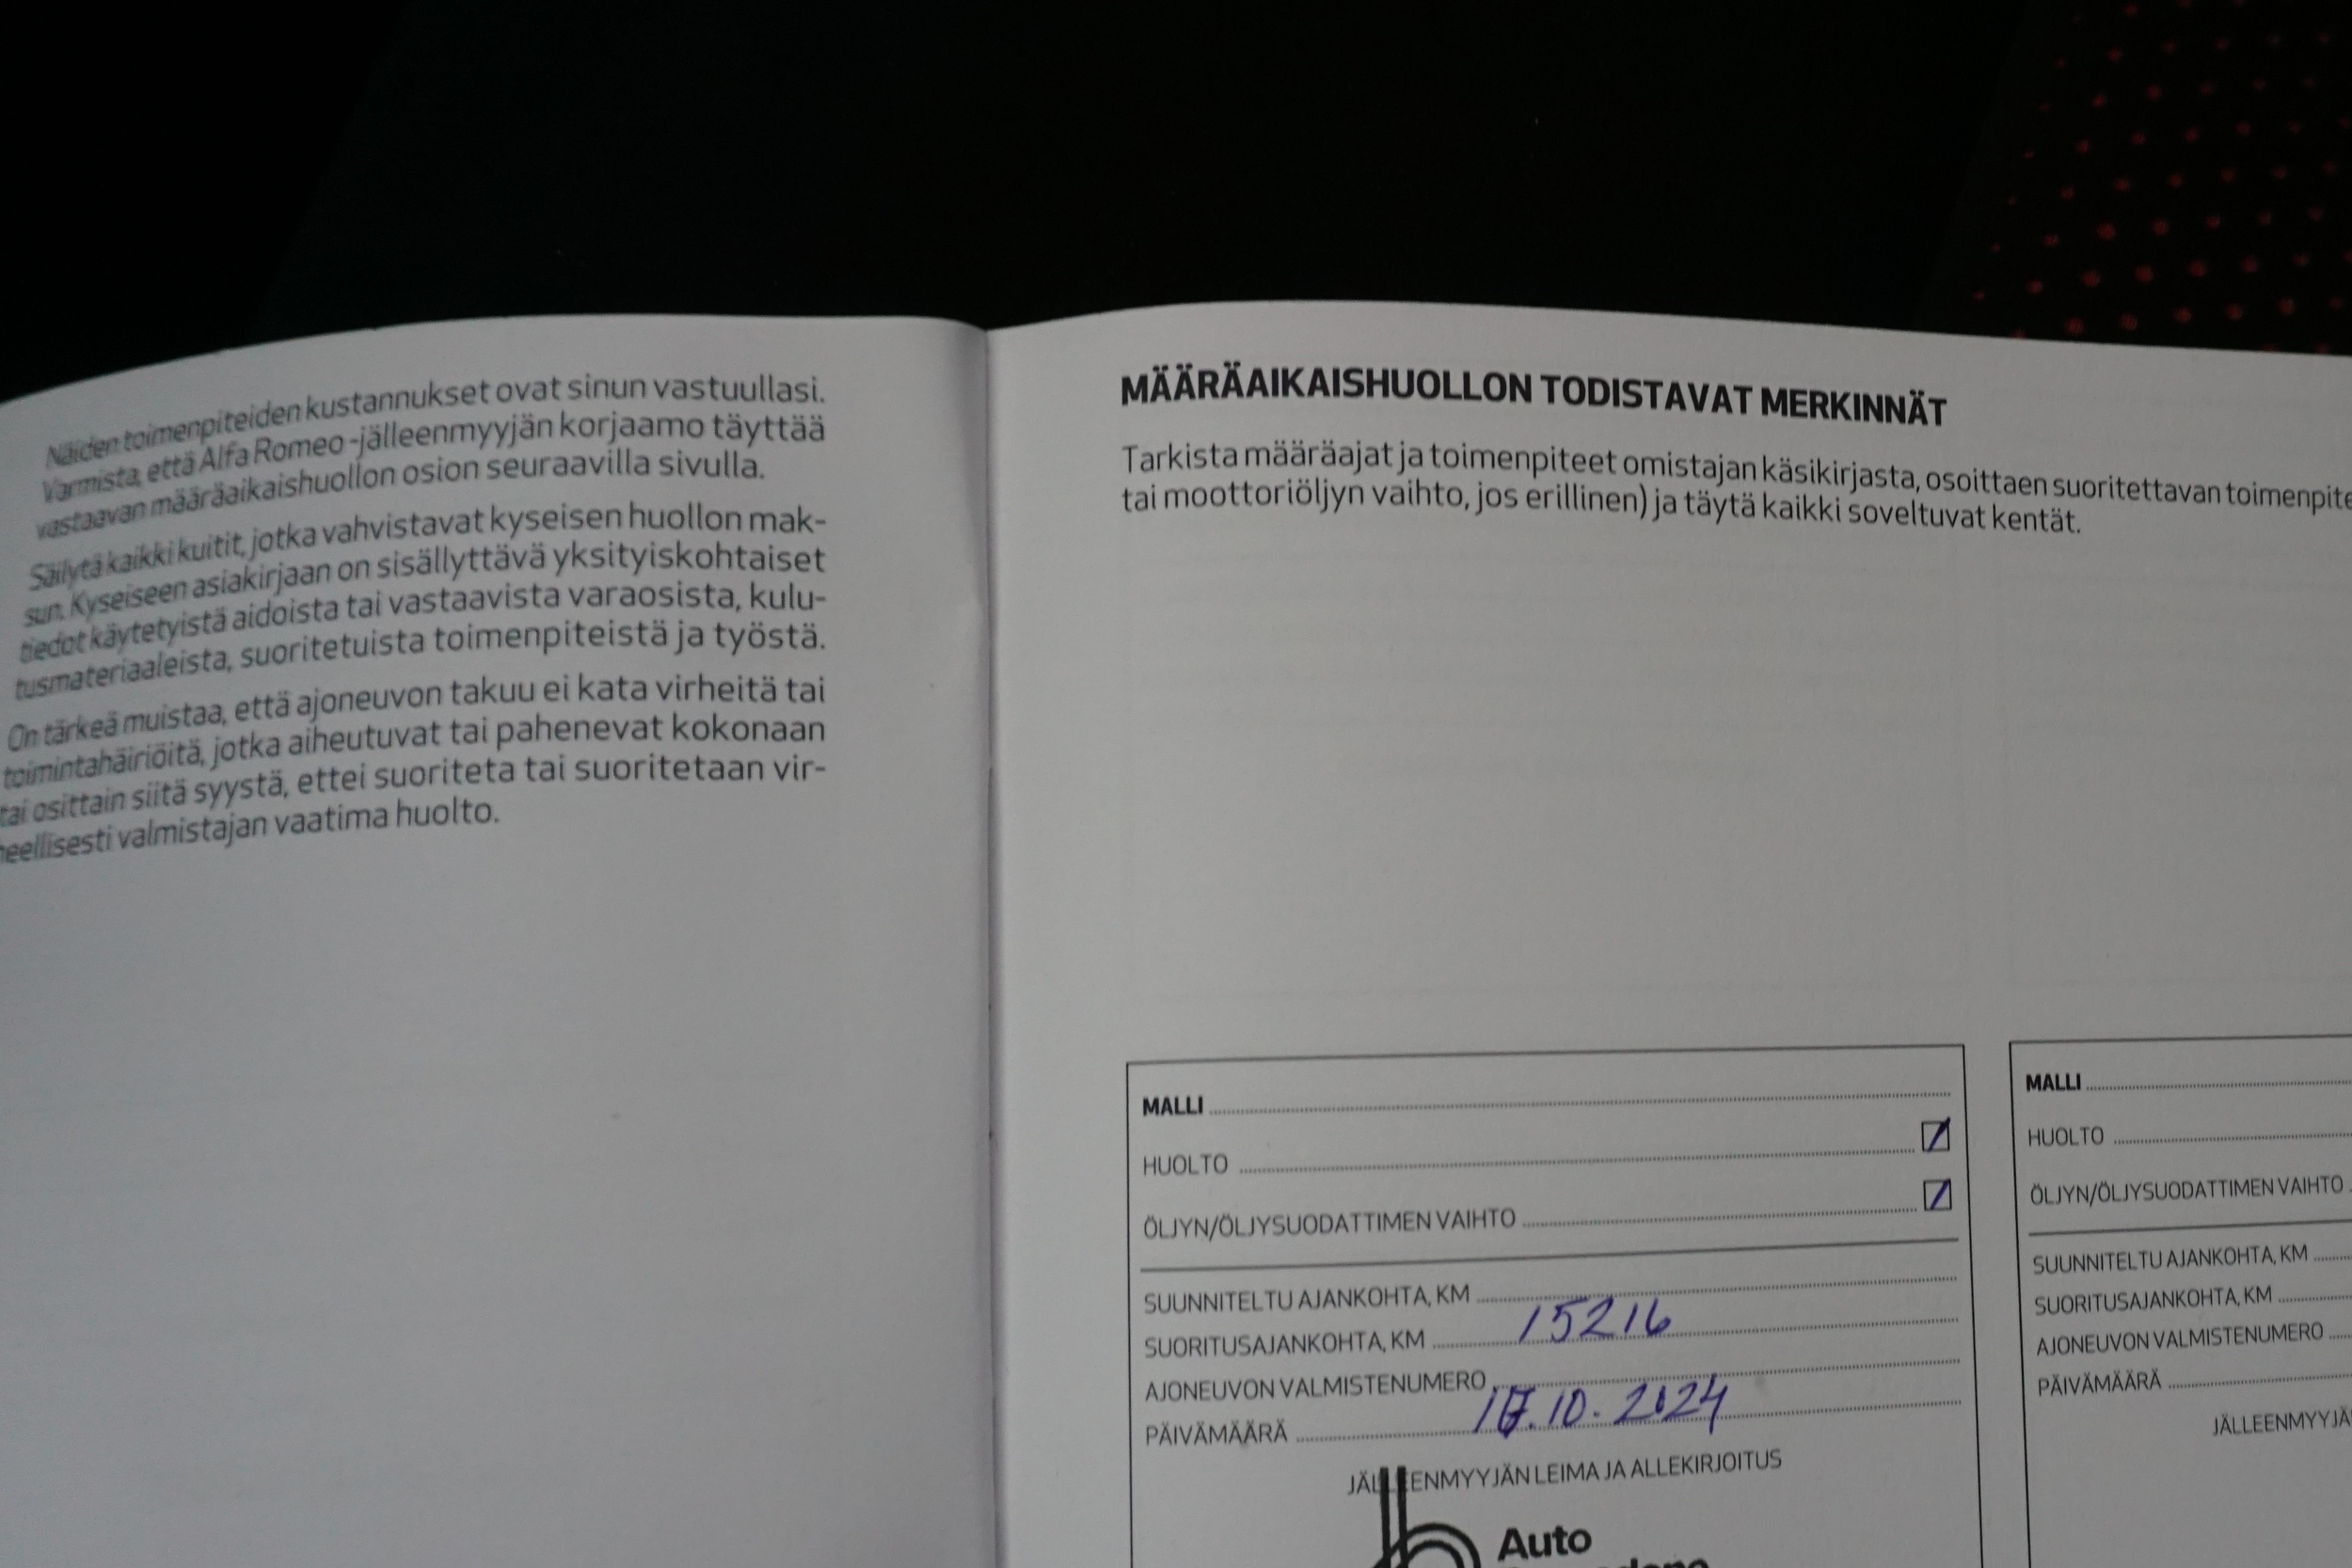 Näiden toimenpiteiden kustannukset ovat sinun vastuullasi.
Varmista, että Alfa Romeo -jälleenmyyjän korjaamo täyttää
vastaavan määräaikaishuollon osion seuraavilla sivulla.
Säilytä kaikki kuitit, jotka vahvistavat kyseisen huollon mak-
sun. Kyseiseen asiakirjaan on sisällyttävä yksityiskohtaiset
tiedot käytetyistä aidoista tai vastaavista varaosista, kulu-
tusmateriaaleista, suoritetuista toimenpiteistä ja työstä.
On tärkeä muistaa, että ajoneuvon takuu ei kata virheitä tai
toimintahäiriöitä, jotka aiheutuvat tai pahenevat kokonaan
tai osittain siitä syystä, ettei suoriteta tai suoritetaan vir-
heellisesti valmistajan vaatima huolto.
MÄÄRÄAIKAISHUOLLON TODISTAVAT MERKINNÄT
Tarkista määräajat ja toimenpiteet omistajan käsikirjasta, osoittaen suoritettavan toimenpite
tai moottoriöljyn vaihto, jos erillinen) ja täytä kaikki soveltuvat kentät.
MALLI
HUOLTO
ÖLJYN/ÖLJYSUODATTIMEN VAIHTO
SUUNNITELTU AJANKOHTA, KM
SUORITUSAJANKOHTA, KM 15216
AJONEUVON VALMISTENUMERO
PÄIVÄMÄÄRÄ .10.2024
JÄLLEENMYYJÄN LEIMA JA ALLEKIRJOITUS
Auto
MALLI
HUOLTO
ÖLJYN/ÖLJYSUODATTIMEN VAIHTO
SUUNNITELTU AJANKOHTA, KM
SUORITUSAJANKOHTA, KM
AJONEUVON VALMISTENUMERO
PÄIVÄMÄÄRÄ
JÄLLEENMYYJÄ